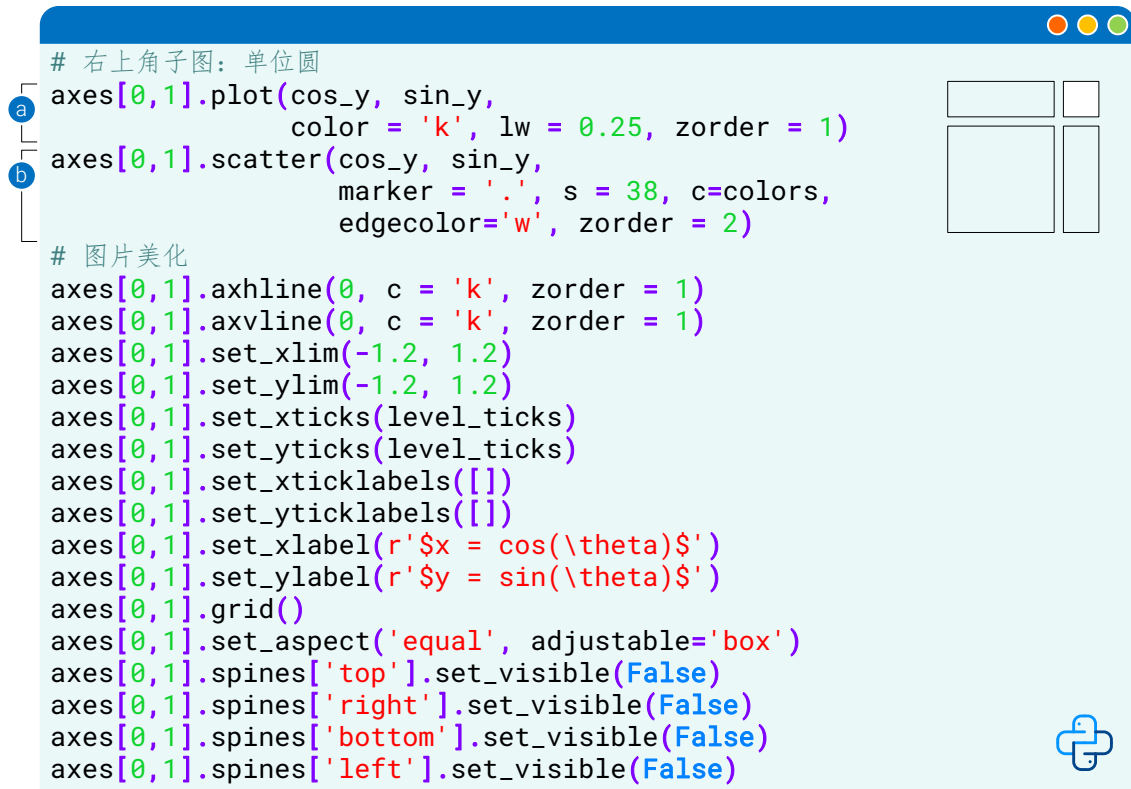 # 右上角子图：单位圆
a
axes[0,1].plot(cos_y, sin_y,
color = 'k', lw = 0.25, zorder = 1)
b
axes[0,1].scatter(cos_y, sin_y,
marker = '.', s = 38, c=colors,
edgecolor='w', zorder = 2)
# 图片美化
axes[0,1].axhline(0, c = 'k', zorder = 1)
axes[0,1].axvline(0, c = 'k', zorder = 1)
axes[0,1].set_xlim(-1.2, 1.2)
axes[0,1].set_ylim(-1.2, 1.2)
axes[0,1].set_xticks(level_ticks)
axes[0,1].set_yticks(level_ticks)
axes[0,1].set_xticklabels([])
axes[0,1].set_yticklabels([])
axes[0,1].set_xlabel(r'$x = cos(\theta)$')
axes[0,1].set_ylabel(r'$y = sin(\theta)$')
axes[0,1].grid()
axes[0,1].set_aspect('equal', adjustable='box')
axes[0,1].spines['top'].set_visible(False)
axes[0,1].spines['right'].set_visible(False)
axes[0,1].spines['bottom'].set_visible(False)
axes[0,1].spines['left'].set_visible(False)